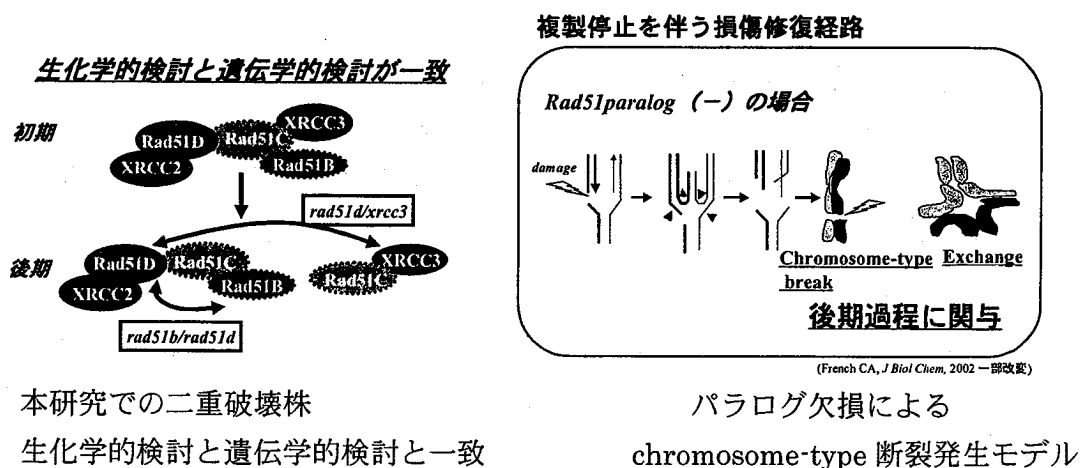 生化学的検討と遺伝学的検討が一致
初期
Rad51D
XRCC2
Rad51C
XRCC3
Rad51B
rad51d/xrcc3
後期
Rad51D
XRCC2
Rad51C
Rad51B
Rad51C
XRCC3
rad51b/rad51d
本研究での二重破壊株
生化学的検討と遺伝学的検討と一致
複製停止を伴う損傷修復経路
Rad51paralog（−）の場合
damage
Chromosome-type break
Exchange
後期過程に関与
(French CA, J Biol Chem, 2002 一部改変)
パラログ欠損による
chromosome-type 断裂発生モデル